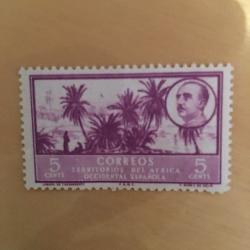 CORREOS
5 TERRITORIOS DEL AFRICA 5
CENTS OCCIDENTAL ESPAÑOLA CENTS